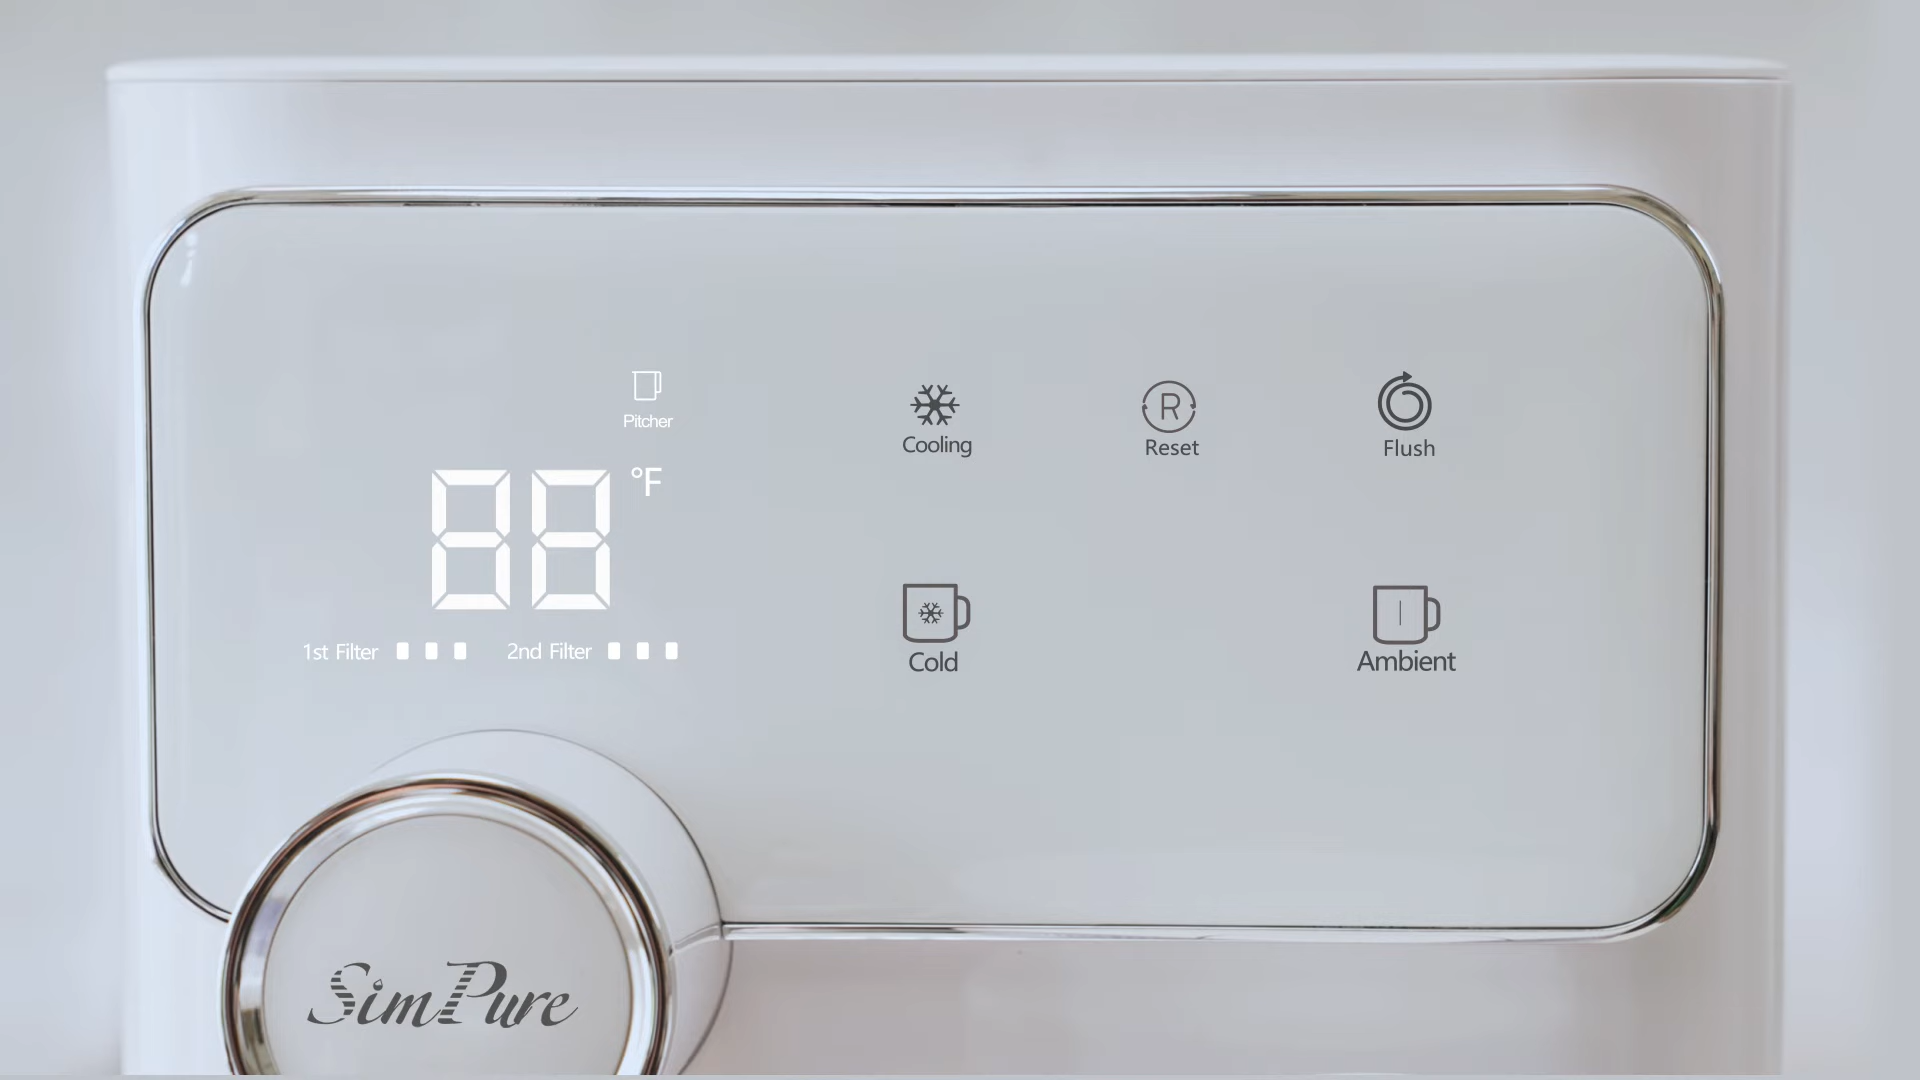 Pitcher
88 °F
1st Filter
2nd Filter
Cooling
Reset
Flush
Cold
Ambient
SimPure